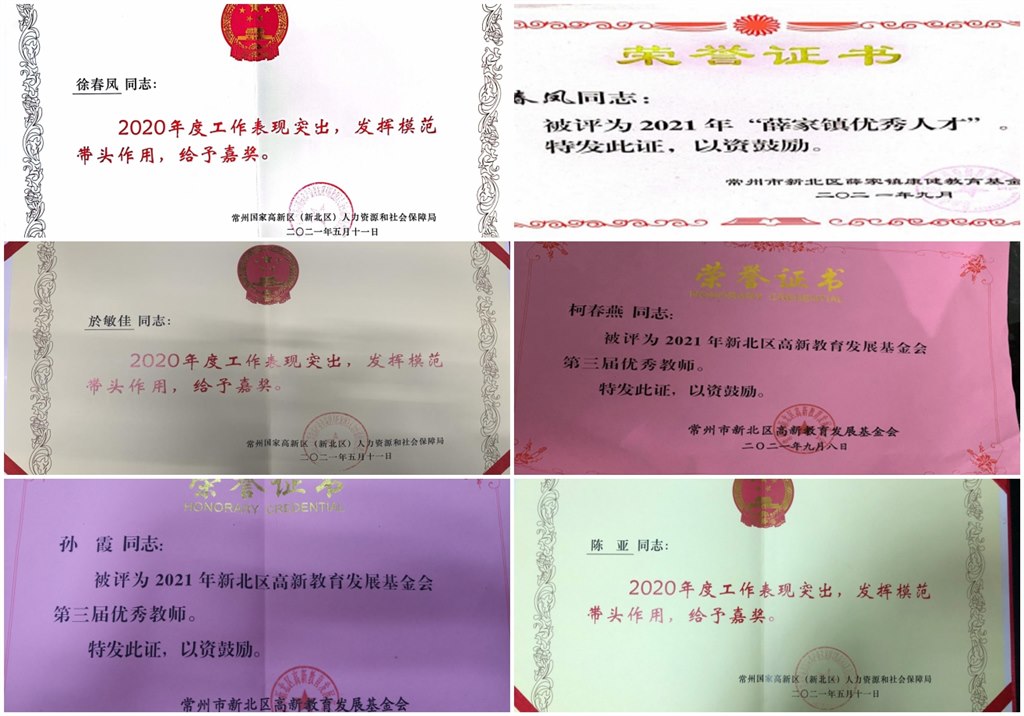 徐春凤 同志：
2020年度工作表现突出，发挥模范
带头作用，给予嘉奖。
常州国家高新区（新北区）人力资源和社会保障局
二〇二一年五月十一日
荣誉证书
春凤同志：
被评为 2021 年“薛家镇优秀人才”。
特发此证，以资鼓励。
常州市新北区薛家镇康健教育基金
二〇二一年九月
於敏佳 同志：
2020年度工作表现突出，发挥模范
带头作用，给予嘉奖。
常州国家高新区（新北区）人力资源和社会保障局
二〇二一年五月十一日
荣誉证书
HONORARY CREDENTIAL
柯春燕 同志：
被评为 2021 年新北区高新教育发展基金会
第三届优秀教师。
特发此证，以资鼓励。
常州市新北区高新教育发展基金会
二〇二一年九月八日
荣誉证书
HONORARY CREDENTIAL
孙 霞 同志：
被评为 2021 年新北区高新教育发展基金会
第三届优秀教师。
特发此证，以资鼓励。
常州市新北区高新教育发展基金会
陈 亚 同志：
2020年度工作表现突出，发挥模范
带头作用，给予嘉奖。
常州国家高新区（新北区）人力资源和社会保障局
二〇二一年五月十一日